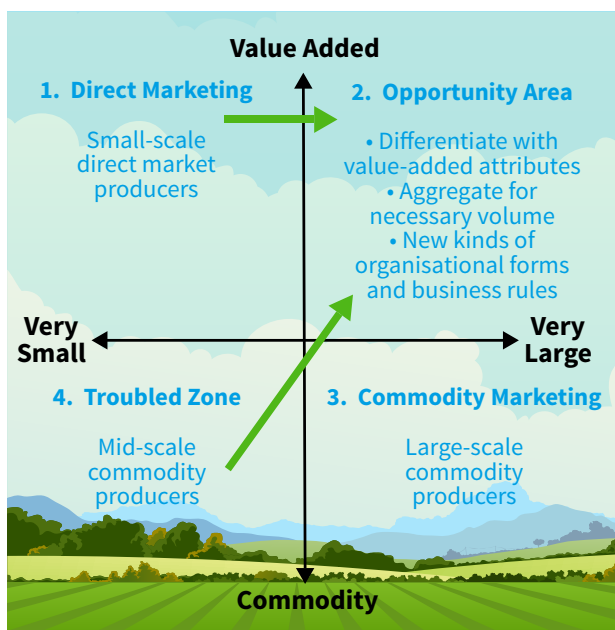 Value Added
1. Direct Marketing
Small-scale
direct market
producers
2. Opportunity Area
• Differentiate with
value-added attributes
• Aggregate for
necessary volume
• New kinds of
organisational forms
and business rules
Very
Small
Very
Large
4. Troubled Zone
Mid-scale
commodity
producers
3. Commodity Marketing
Large-scale
commodity
producers
Commodity